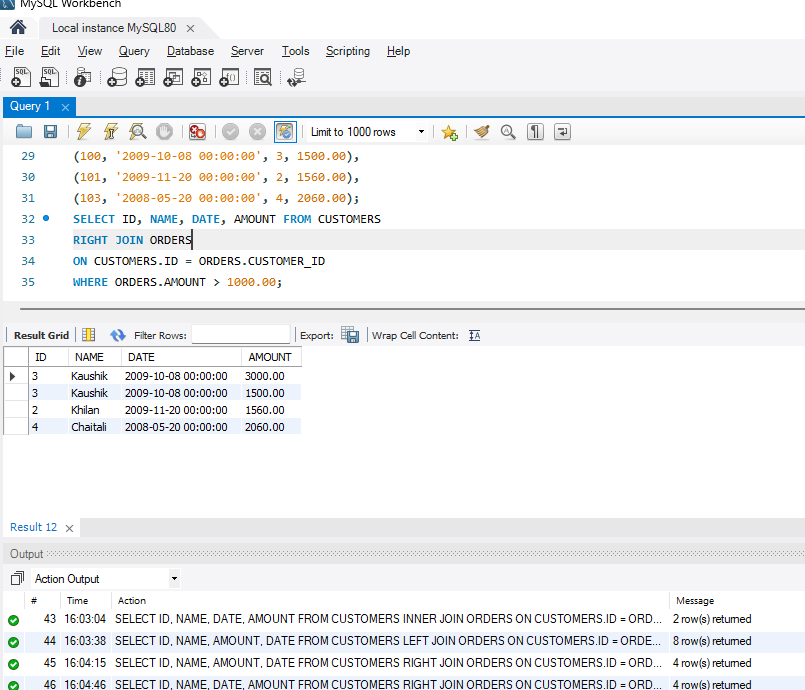 MySQL Workbench
Local instance MySQL80
File Edit View Query Database Server Tools Scripting Help
Query 1
Limit to 1000 rows
29 (100, '2009-10-08 00:00:00', 3, 1500.00),
30 (101, '2009-11-20 00:00:00', 2, 1560.00),
31 (103, '2008-05-20 00:00:00', 4, 2060.00);
32 SELECT ID, NAME, DATE, AMOUNT FROM CUSTOMERS
33 RIGHT JOIN ORDERS
34 ON CUSTOMERS.ID = ORDERS.CUSTOMER_ID
35 WHERE ORDERS.AMOUNT > 1000.00;
Result Grid Filter Rows: Export: Wrap Cell Content:
ID NAME DATE AMOUNT
3 Kaushik 2009-10-08 00:00:00 3000.00
3 Kaushik 2009-10-08 00:00:00 1500.00
2 Khilan 2009-11-20 00:00:00 1560.00
4 Chaitali 2008-05-20 00:00:00 2060.00
Result 12
Output
Action Output
# Time Action Message
43 16:03:04 SELECT ID, NAME, DATE, AMOUNT FROM CUSTOMERS INNER JOIN ORDERS ON CUSTOMERS.ID = ORD... 2 row(s) returned
44 16:03:38 SELECT ID, NAME, AMOUNT, DATE FROM CUSTOMERS LEFT JOIN ORDERS ON CUSTOMERS.ID = ORDE... 8 row(s) returned
45 16:04:15 SELECT ID, NAME, AMOUNT, DATE FROM CUSTOMERS RIGHT JOIN ORDERS ON CUSTOMERS.ID = ORD... 4 row(s) returned
46 16:04:46 SELECT ID, NAME, DATE, AMOUNT FROM CUSTOMERS RIGHT JOIN ORDERS ON CUSTOMERS.ID = ORD... 4 row(s) returned